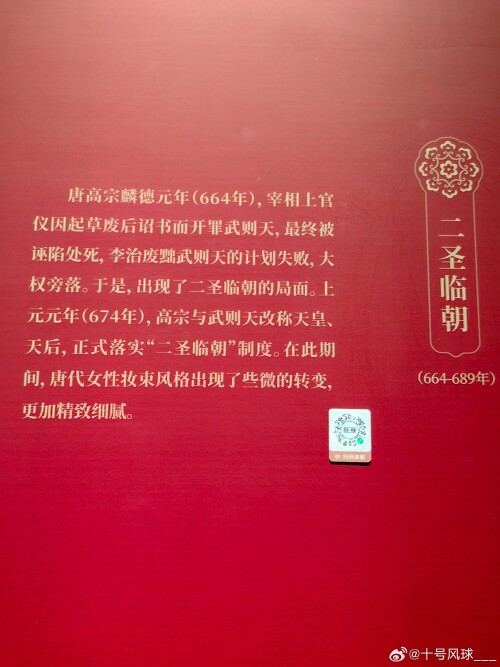 二圣临朝
(664-689年)
唐高宗麟德元年(664年)，宰相上官
仪因起草废后诏书而开罪武则天，最终被
诬陷处死，李治废黜武则天的计划失败，大
权旁落。于是，出现了二圣临朝的局面。上
元元年(674年)，高宗与武则天改称天皇、
天后，正式落实“二圣临朝”制度。在此期
间，唐代女性妆束风格出现了些微的转变，
更加精致细腻。
@十号风球___